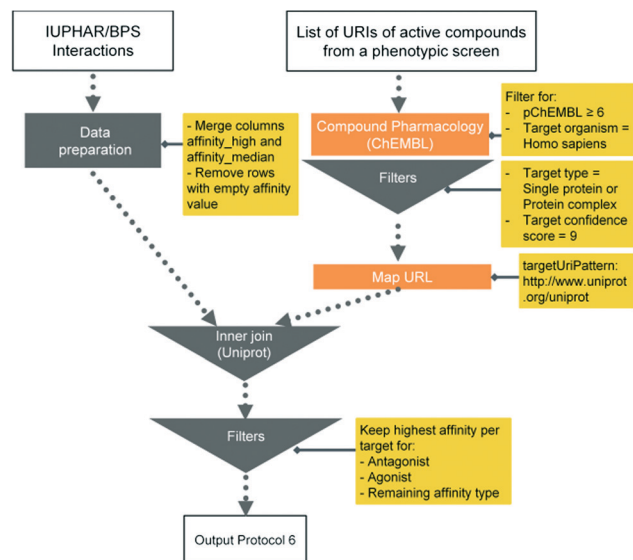 IUPHAR/BPS
Interactions
List of URIs of active compounds
from a phenotypic screen
Data
preparation
- Merge columns
affinity_high and
affinity_median
- Remove rows
with empty affinity
value
Compound Pharmacology
(ChEMBL)
Filter for:
- pChEMBL ≥ 6
- Target organism =
Homo sapiens
Filters
- Target type =
Single protein or
Protein complex
- Target confidence
score = 9
Map URL
targetUriPattern:
http://www.uniprot
.org/uniprot
Inner join
(Uniprot)
Filters
Keep highest affinity per
target for:
- Antagonist
- Agonist
- Remaining affinity type
Output Protocol 6